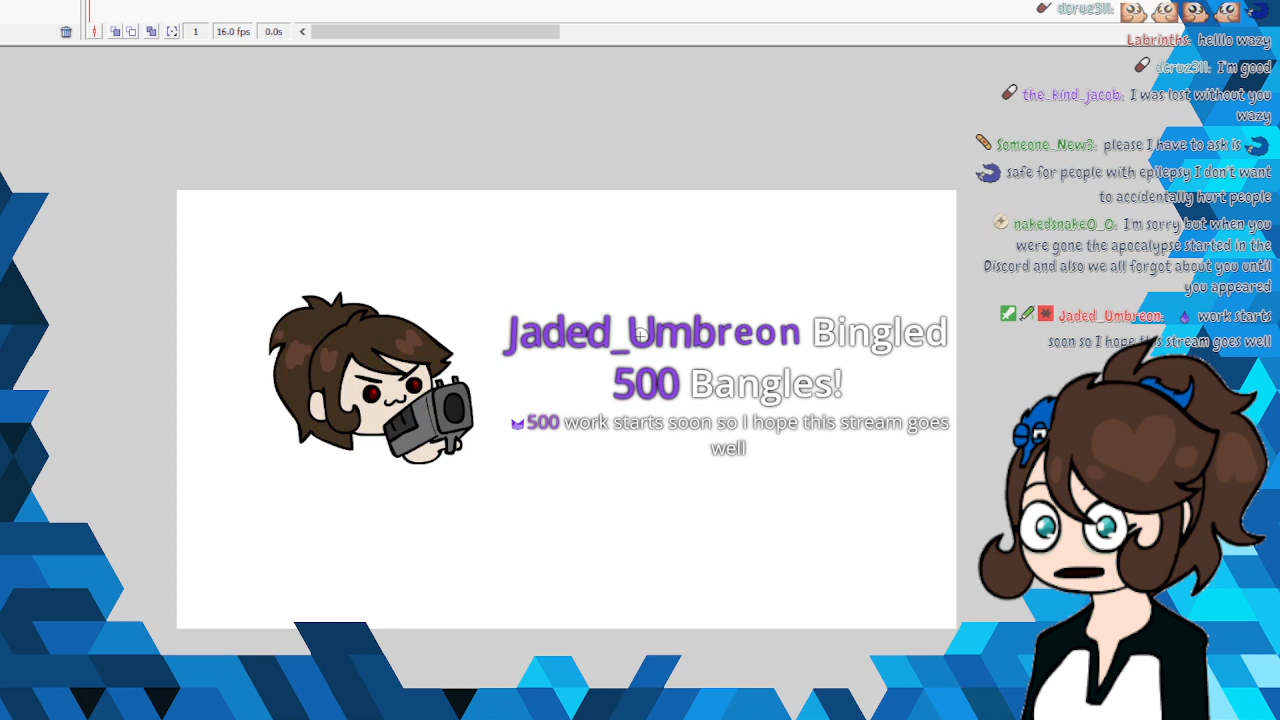 1
16.0 fps
0.0s
dcruz3ll:
Labrinths: helllo wazy
dcruz3ll: I'm good
the_kind_jacob: I was lost without you
wazy
Someone_New3: please I have to ask is
safe for people with epilepsy I don't want
to accidentally hurt people
nakedsnake0_0: I'm sorry but when you
were gone the apocalypse started in the
Discord and also we all forgot about you until
you appeared
Jaded_Umbreon: work starts
soon so I hope this stream goes
well
Jaded_Umbreon Bingled
500 Bangles!
500 work starts soon so I hope this stream goes
well